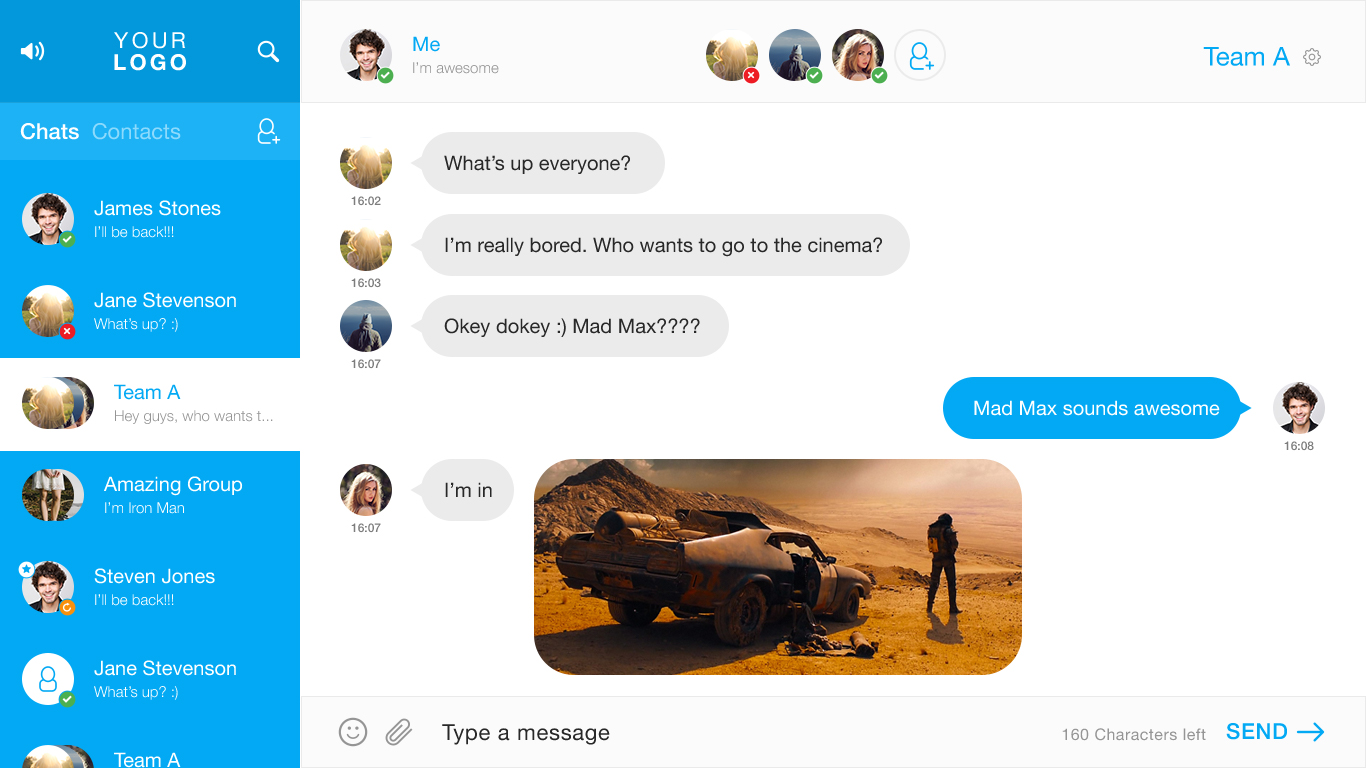 YOUR
LOGO
Chats Contacts
James Stones
I'll be back!!!
Jane Stevenson
What's up? :)
Team A
Hey guys, who wants t...
Amazing Group
I'm Iron Man
Steven Jones
I'll be back!!!
Jane Stevenson
What's up? :)
Team A
Me
I'm awesome
Team A
What's up everyone?
16:02
I'm really bored. Who wants to go to the cinema?
16:03
Okey dokey :) Mad Max????
16:07
Mad Max sounds awesome
16:08
I'm in
16:07
Type a message
160 Characters left
SEND